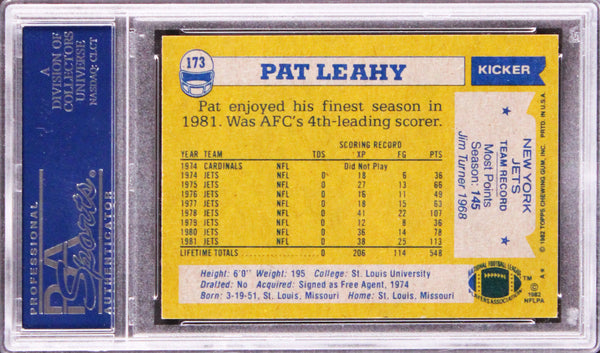 A
DIVISION OF
COLLECTORS
UNIVERSE
NASDAQ: CLCT
PROFESSIONAL
PSA
Sports
AUTHENTICATOR
173
PAT LEAHY
KICKER
Pat enjoyed his finest season in
1981. Was AFC's 4th-leading scorer.
SCORING RECORD
YEAR TEAM TDS XP FG PTS
1974 CARDINALS NFL Did Not Play
1974 JETS NFL 0 18 6 36
1975 JETS NFL 0 27 13 66
1976 JETS NFL 0 16 11 49
1977 JETS NFL 0 18 15 63
1978 JETS NFL 0 41 22 107
1979 JETS NFL 0 12 8 36
1980 JETS NFL 0 36 14 78
1981 JETS NFL 0 38 25 113
LIFETIME TOTALS 0 206 114 548
Height: 6'0" Weight: 195 College: St. Louis University
Drafted: No Acquired: Signed as Free Agent, 1974
Born: 3-19-51, St. Louis, Missouri Home: St. Louis, Missouri
NEW YORK
JETS
TEAM RECORD
Most Points
Season: 145
Jim Turner 1968
© 1982 TOPPS CHEWING GUM, INC. PRTD. IN U.S.A.
A*
NATIONAL FOOTBALL LEAGUE
PLAYERS ASSOCIATION
© 1982
NFLPA